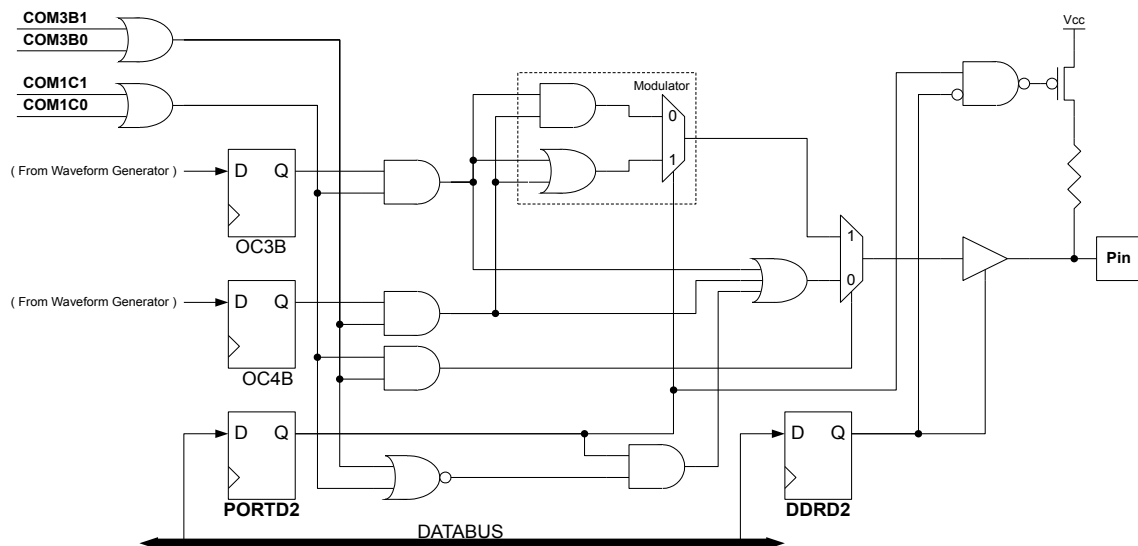 COM3B1
COM3B0
Vcc
COM1C1
COM1C0
Modulator
0
1
( From Waveform Generator )
D Q
OC3B
1
0
Pin
( From Waveform Generator )
D Q
OC4B
D Q
PORTD2
D Q
DDRD2
DATABUS